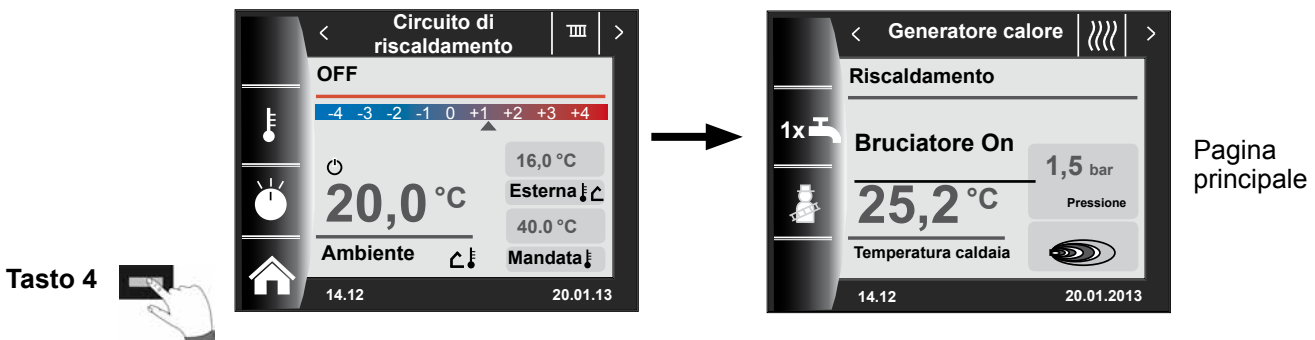 Circuito di
riscaldamento
OFF
-4 -3 -2 -1 0 +1 +2 +3 +4
16,0 °C
Esterna
20,0 °C
40.0 °C
Ambiente
Mandata
14.12
20.01.13
Tasto 4
Generatore calore
Riscaldamento
1x
Bruciatore On
1,5 bar
Pressione
25,2 °C
Temperatura caldaia
14.12
20.01.2013
Pagina
principale